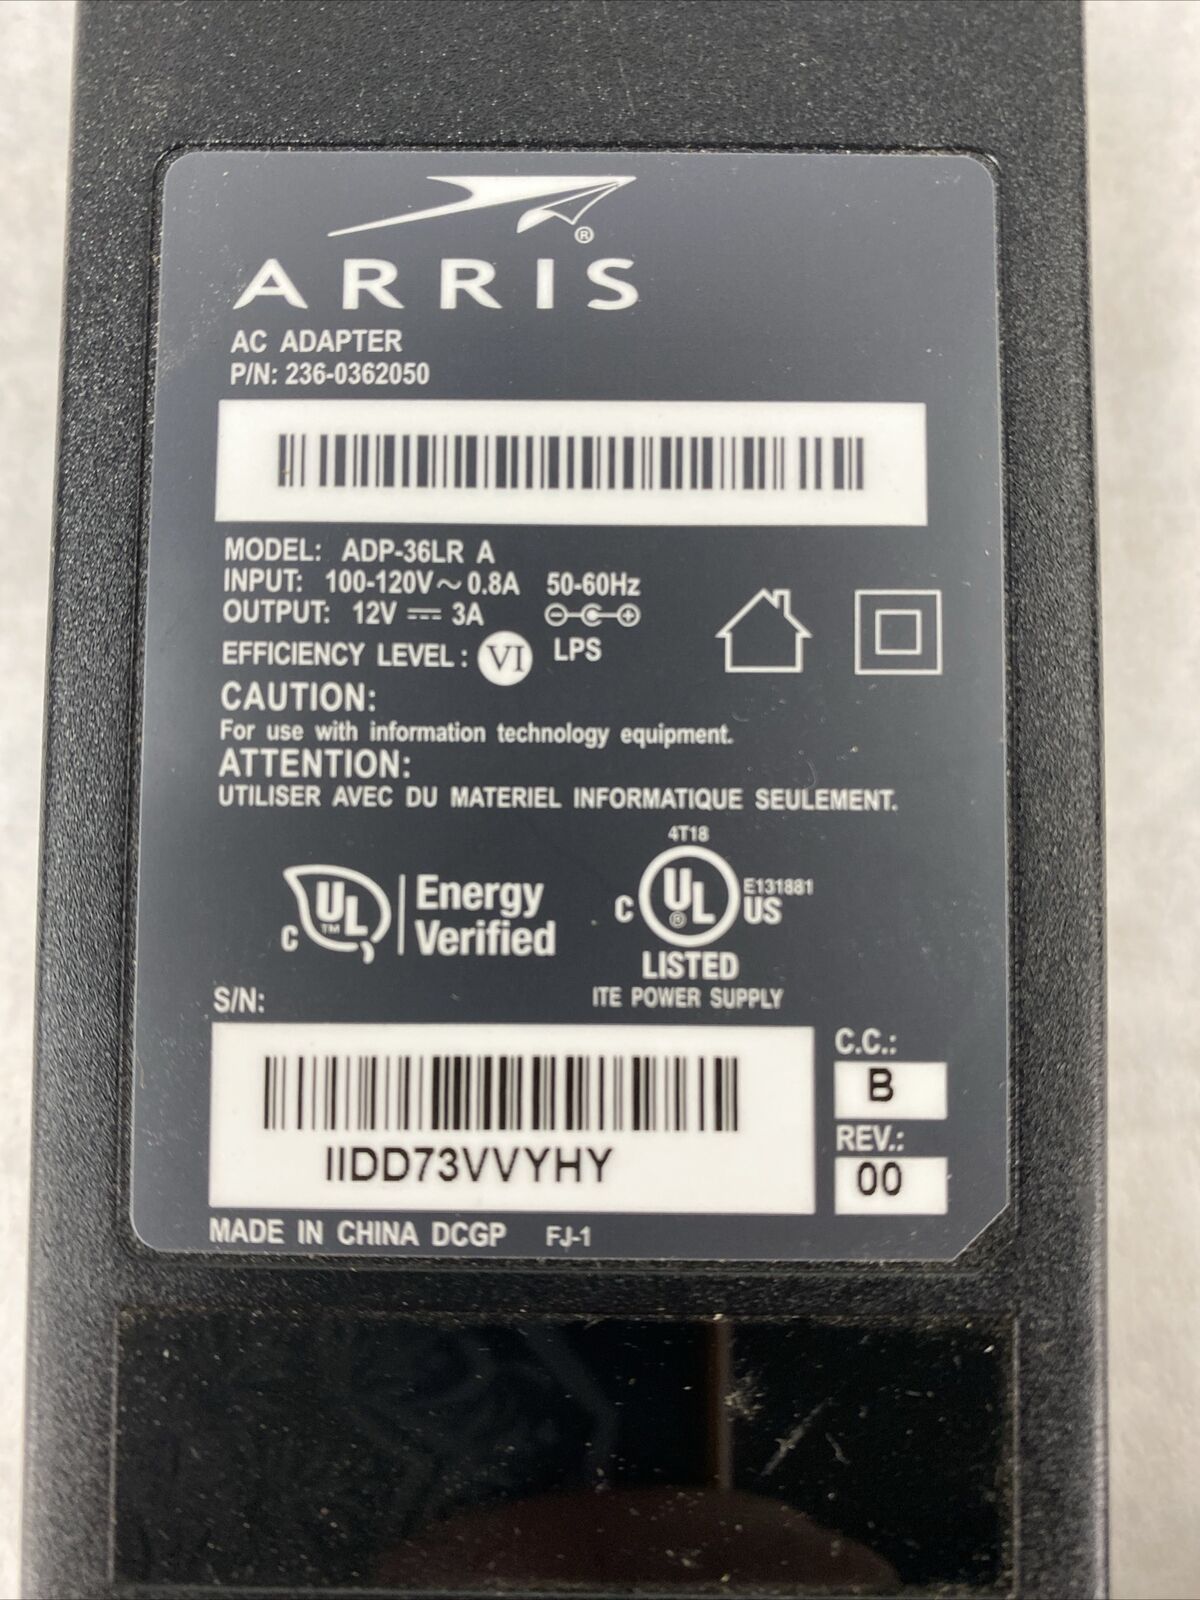 ®
ARRIS
AC ADAPTER
P/N: 236-0362050
MODEL: ADP-36LR A
INPUT: 100-120V ~ 0.8A 50-60Hz
OUTPUT: 12V ⎓ 3A
EFFICIENCY LEVEL: VI LPS
CAUTION:
For use with information technology equipment.
ATTENTION:
UTILISER AVEC DU MATERIEL INFORMATIQUE SEULEMENT.
4T18
C UL ™ Energy Verified
C UL ® US E131881
LISTED
ITE POWER SUPPLY
S/N:
IIDD73VVYHY
C.C.:
B
REV.:
00
MADE IN CHINA DCGP FJ-1